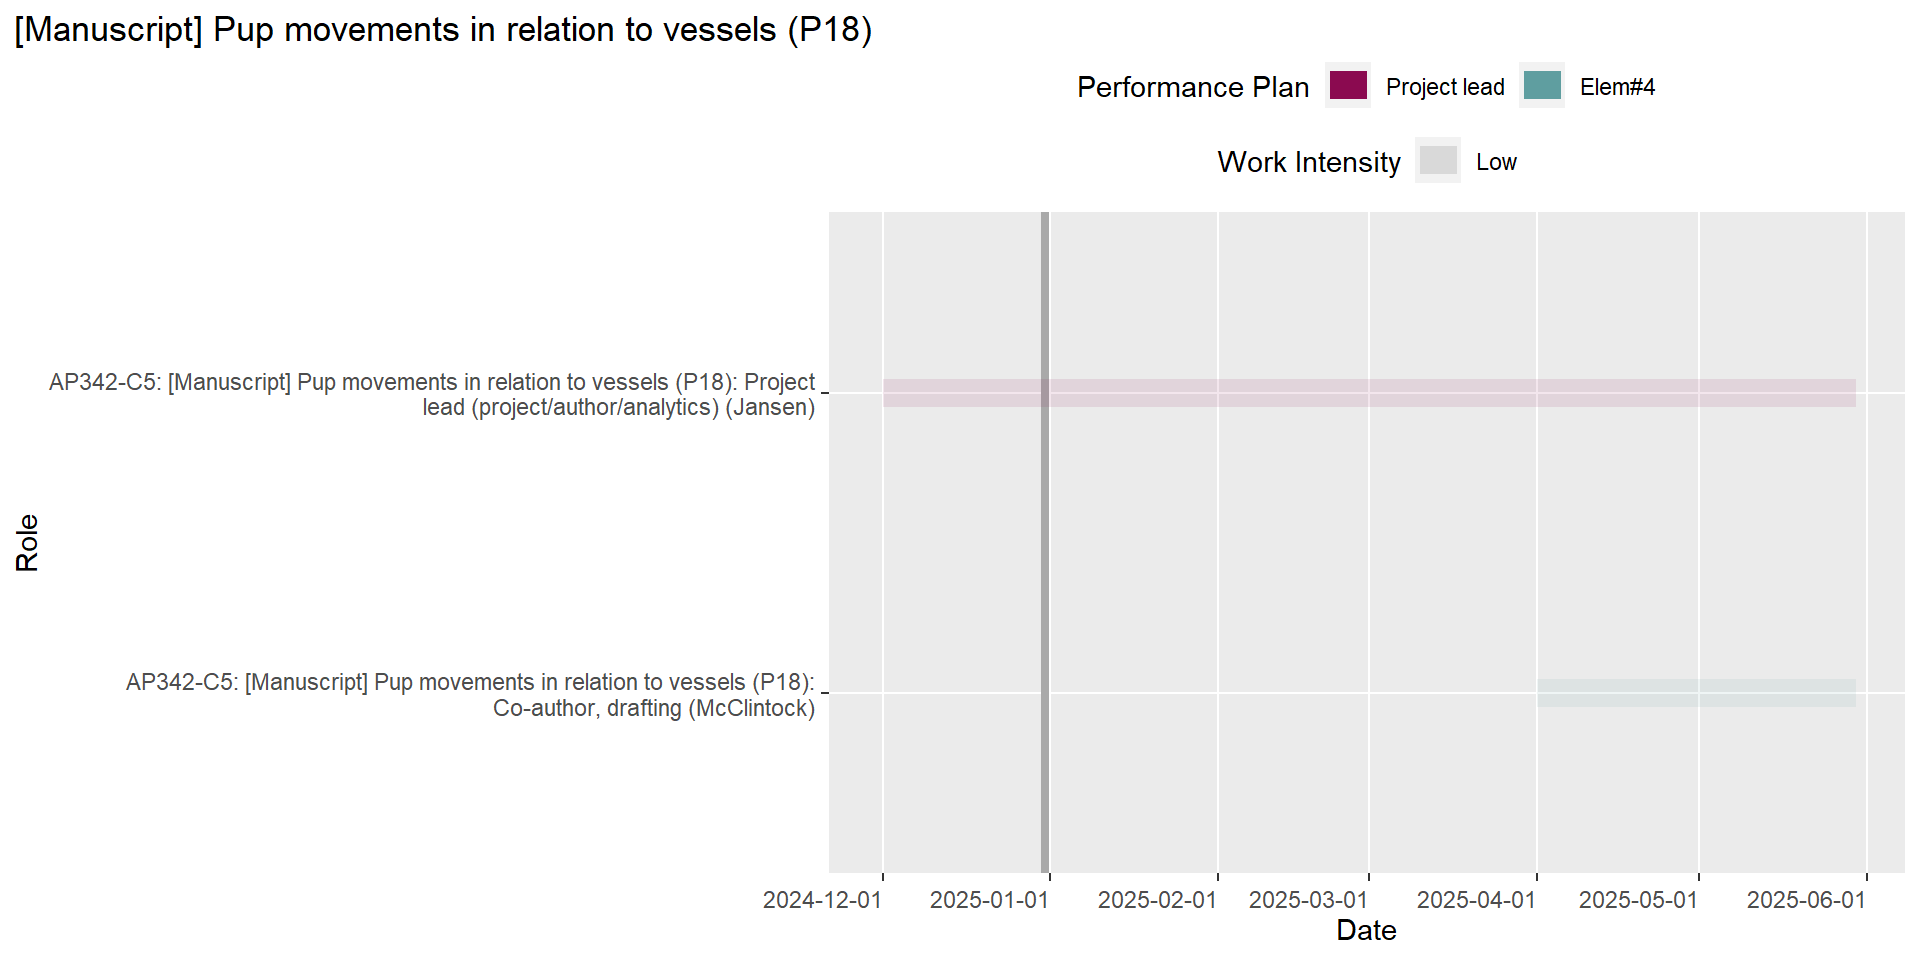 [Manuscript] Pup movements in relation to vessels (P18)
Performance Plan Project lead Elem#4
Work Intensity Low
AP342-C5: [Manuscript] Pup movements in relation to vessels (P18): Project
lead (project/author/analytics) (Jansen)
Role
AP342-C5: [Manuscript] Pup movements in relation to vessels (P18):
Co-author, drafting (McClintock)
2024-12-01 2025-01-01 2025-02-01 2025-03-01 2025-04-01 2025-05-01 2025-06-01
Date